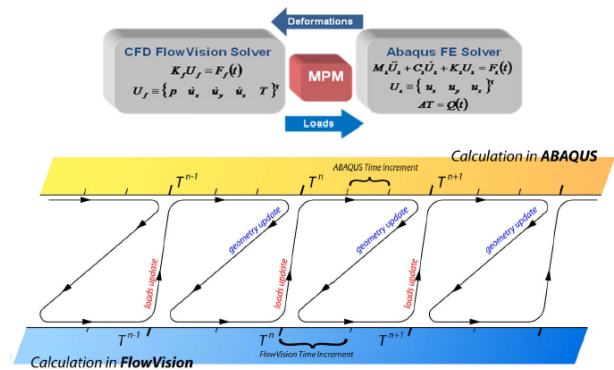 Deformations
CFD FlowVision Solver
K_f U_f = F_f(t)
U_f ≡ {p u̇_x u̇_y u̇_z T}^T
MPM
Abaqus FE Solver
M_s Ü_s + C_s U̇_s + K_s U_s = F_s(t)
U_s ≡ {u_x u_y u_z}^T
AT = Q(t)
Loads
Calculation in ABAQUS
T^n-1
T^n
ABAQUS Time Increment
T^n+1
geometry update
geometry update
geometry update
loads update
loads update
loads update
T^n-1
T^n
T^n+1
FlowVision Time Increment
Calculation in FlowVision